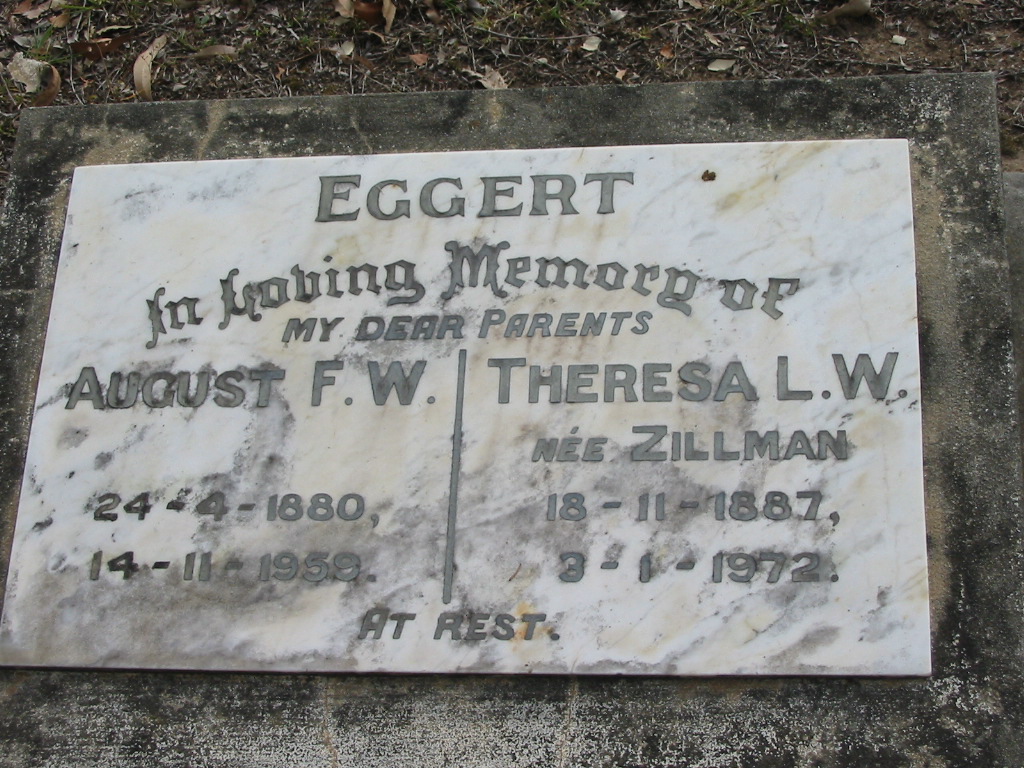 EGGERT
In Loving Memory of
MY DEAR PARENTS
AUGUST F. W.
24-4-1880,
14-11-1959.
THERESA L.W.
NÉE ZILLMAN
18-11-1887,
3-1-1972.
AT REST.